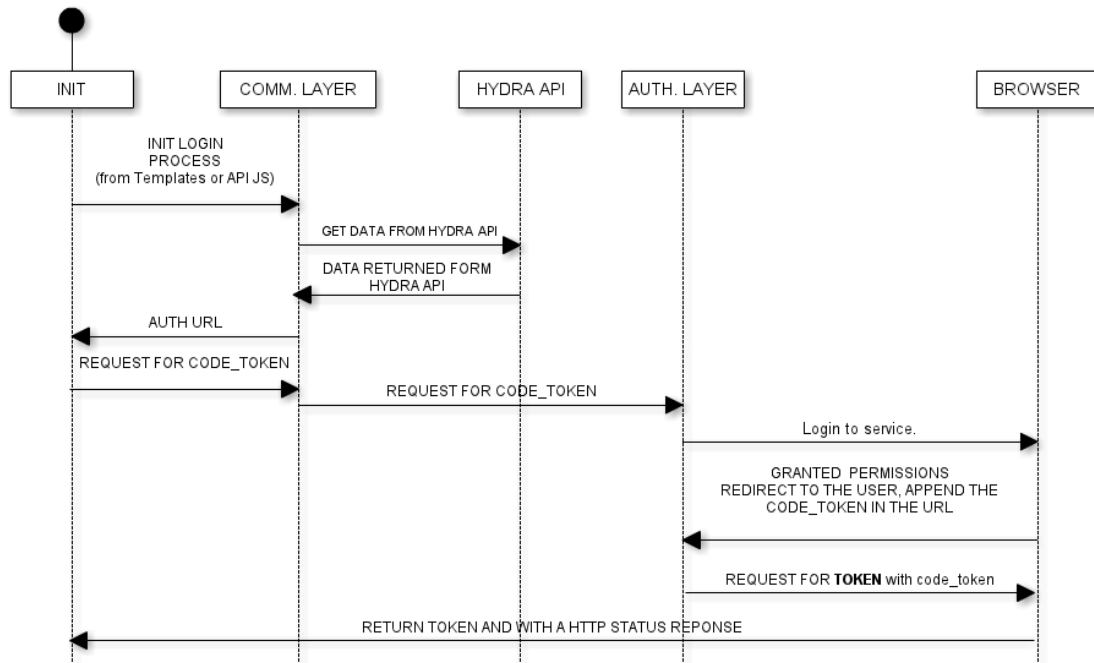 INIT
COMM. LAYER
HYDRA API
AUTH. LAYER
BROWSER
INIT LOGIN
PROCESS
(from Templates or API JS)
GET DATA FROM HYDRA API
DATA RETURNED FORM
HYDRA API
AUTH URL
REQUEST FOR CODE_TOKEN
REQUEST FOR CODE_TOKEN
Login to service.
GRANTED PERMISSIONS
REDIRECT TO THE USER, APPEND THE
CODE_TOKEN IN THE URL
REQUEST FOR TOKEN with code_token
RETURN TOKEN AND WITH A HTTP STATUS REPONSE